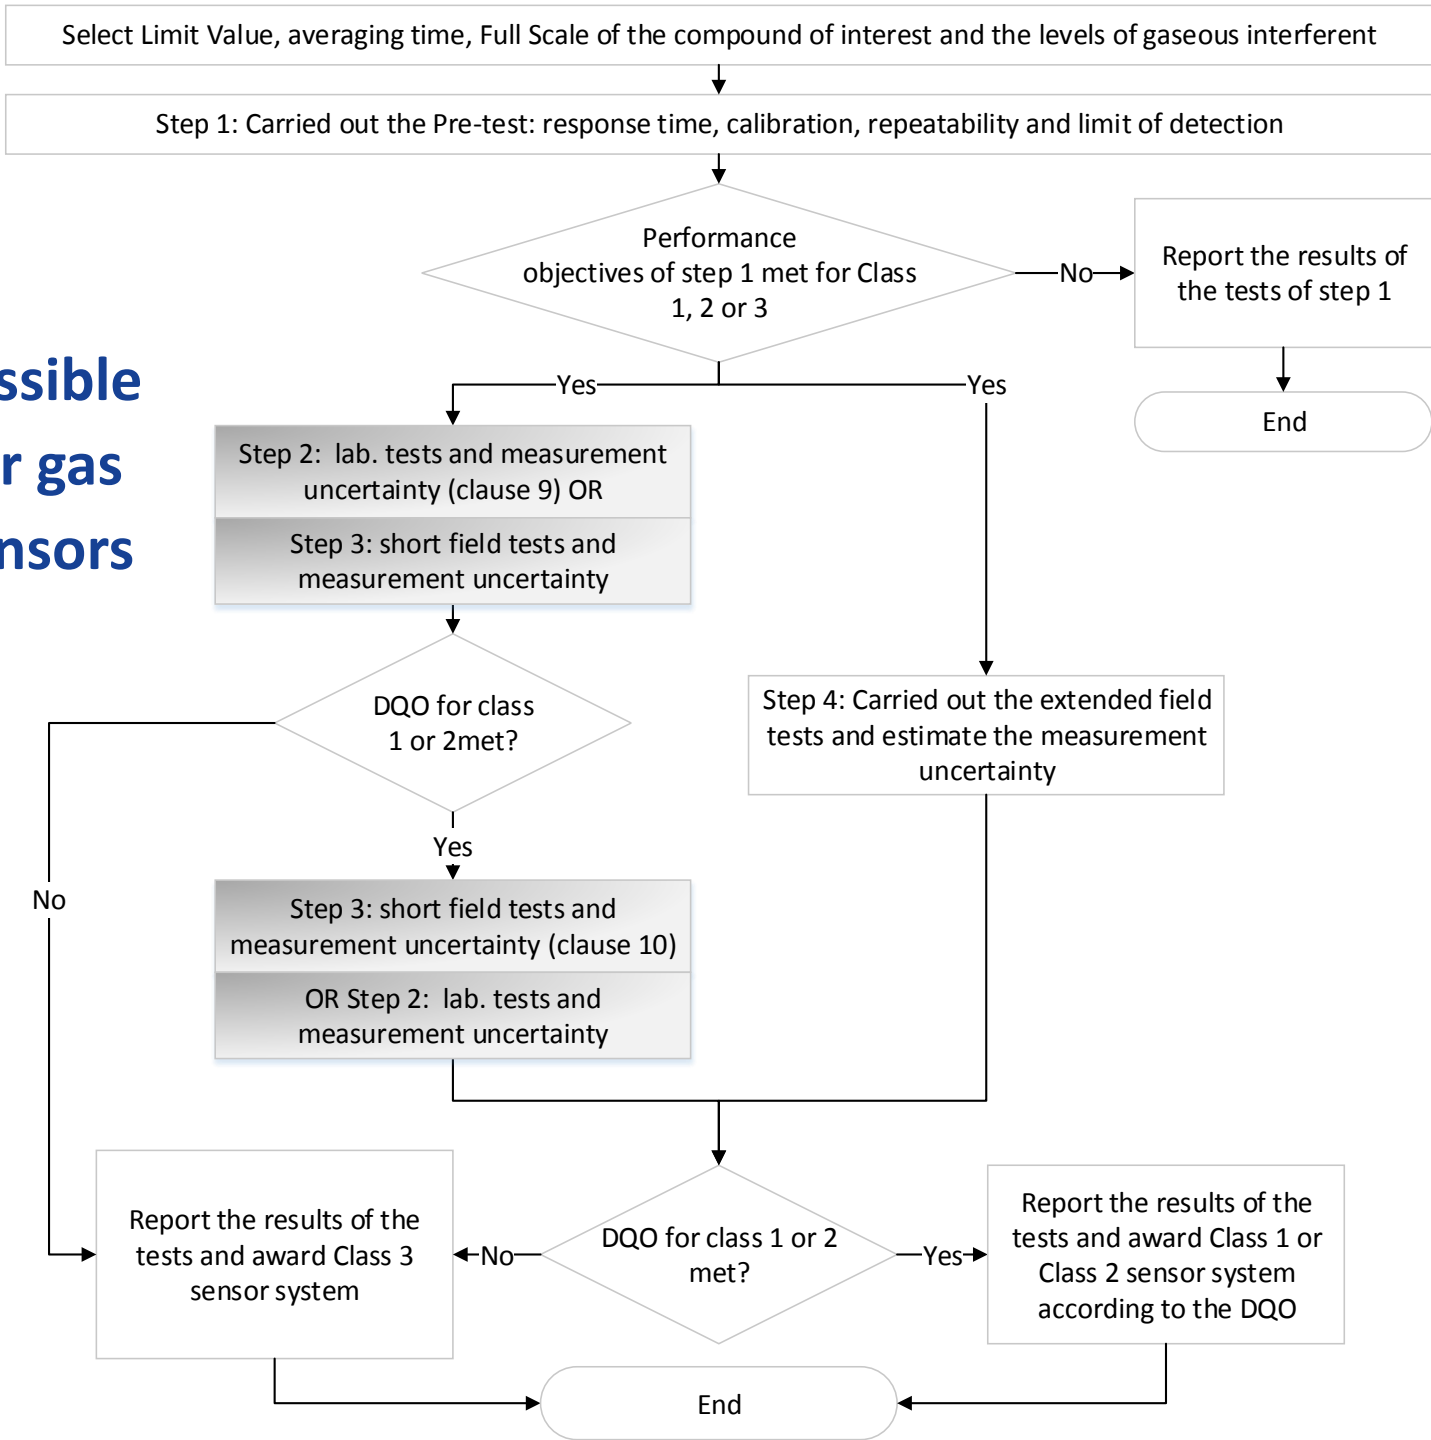 Select Limit Value, averaging time, Full Scale of the compound of interest and the levels of gaseous interferent
Step 1: Carried out the Pre-test: response time, calibration, repeatability and limit of detection
Performance
objectives of step 1 met for Class
1, 2 or 3
No
Report the results of
the tests of step 1
End
ssible
r gas
nsors
Yes
Yes
Step 2:  lab. tests and measurement
uncertainty (clause 9) OR
Step 3: short field tests and
measurement uncertainty
DQO for class
1 or 2met?
Step 4: Carried out the extended field
tests and estimate the measurement
uncertainty
Yes
No
Step 3: short field tests and
measurement uncertainty (clause 10)
OR Step 2:  lab. tests and
measurement uncertainty
Report the results of the
tests and award Class 3
sensor system
No
DQO for class 1 or 2
met?
Yes
Report the results of the
tests and award Class 1 or
Class 2 sensor system
according to the DQO
End